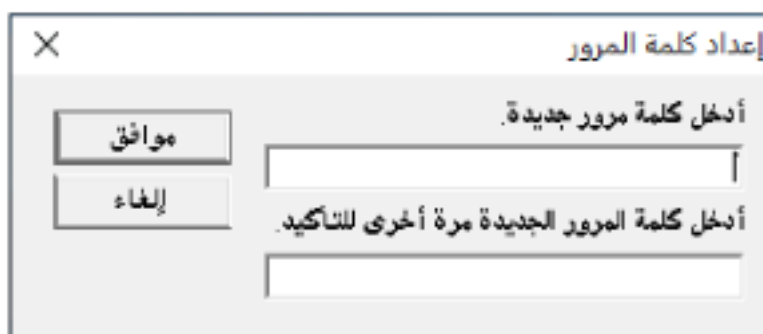 إعداد كلمة المرور
أدخل كلمة مرور جديدة.
موافق
إلغاء
أدخل كلمة المرور الجديدة مرة أخرى للتأكيد.